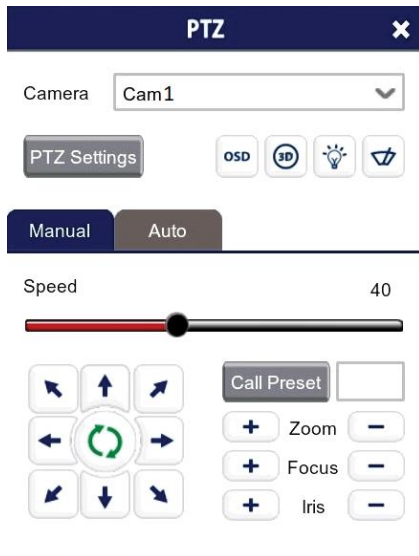 PTZ
Camera Cam1
PTZ Settings OSD 3D
Manual Auto
Speed 40
Call Preset
+ Zoom −
+ Focus −
+ Iris −